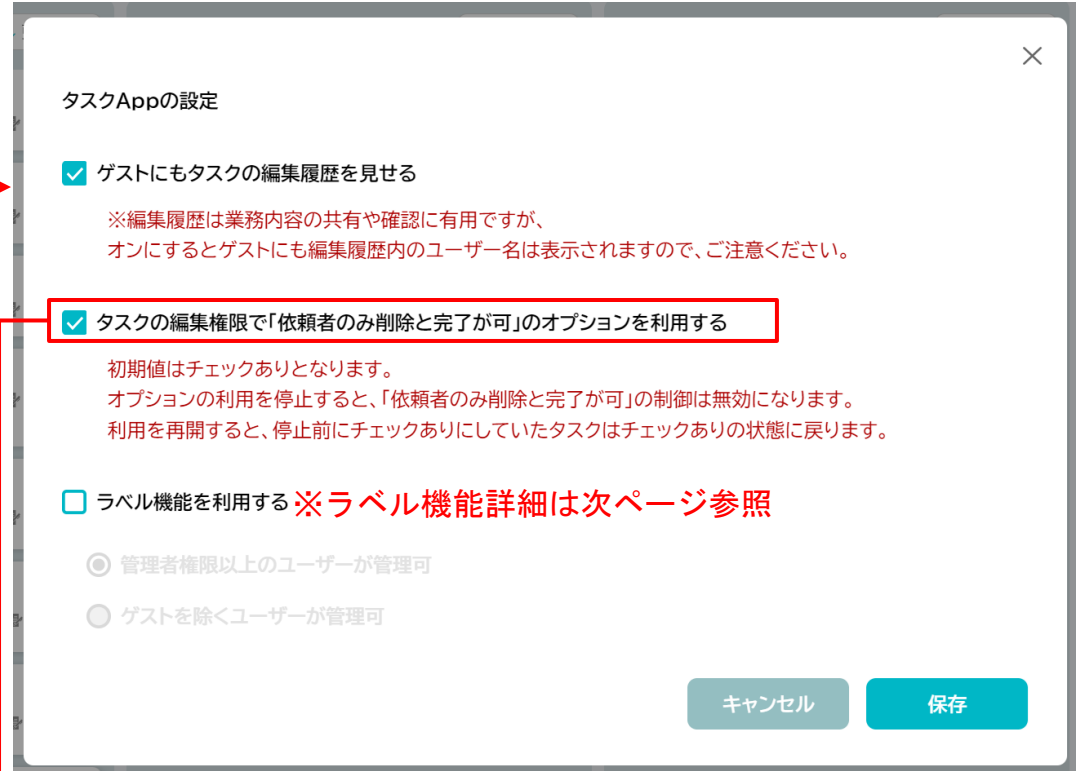 タスクAppの設定
ゲストにもタスクの編集履歴を見せる
※編集履歴は業務内容の共有や確認に有用ですが、
オンにするとゲストにも編集履歴内のユーザー名は表示されますので、ご注意ください。
タスクの編集権限で「依頼者のみ削除と完了が可」のオプションを利用する
初期値はチェックありとなります。
オプションの利用を停止すると、「依頼者のみ削除と完了が可」の制御は無効になります。
利用を再開すると、停止前にチェックありにしていたタスクはチェックありの状態に戻ります。
ラベル機能を利用する ※ラベル機能詳細は次ページ参照
管理者権限以上のユーザーが管理可
ゲストを除くユーザーが管理可
キャンセル 保存